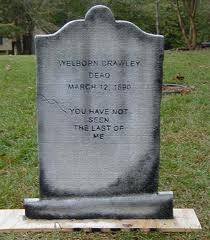 WELBORN CRAWLEY
DEAD
MARCH 12, 1890
YOU HAVE NOT
SEEN
THE LAST OF
ME